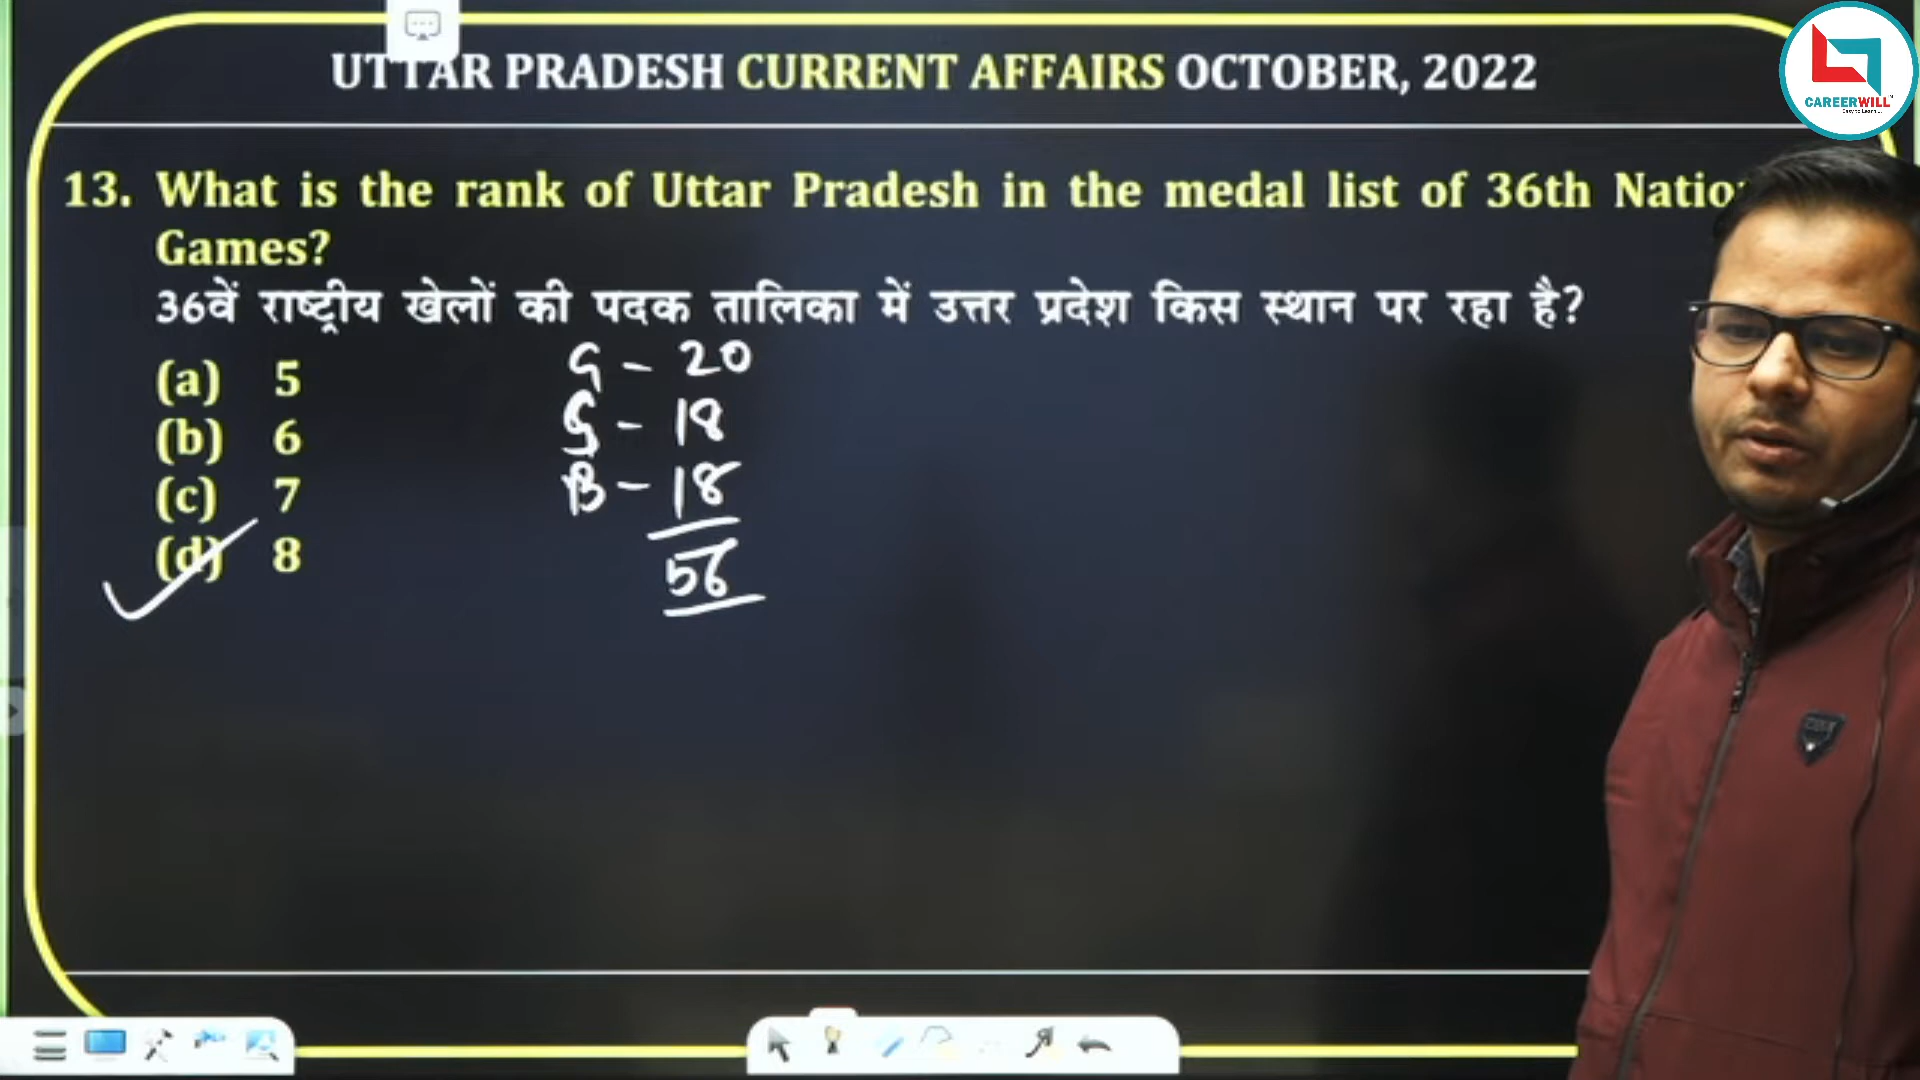 UTTAR PRADESH CURRENT AFFAIRS OCTOBER, 2022
CAREERWILL
13. What is the rank of Uttar Pradesh in the medal list of 36th Natio
Games?
36वें राष्ट्रीय खेलों की पदक तालिका में उत्तर प्रदेश किस स्थान पर रहा है?
(a) 5
(b) 6
(c) 7
(d) 8
G - 20
S - 18
B - 18
56